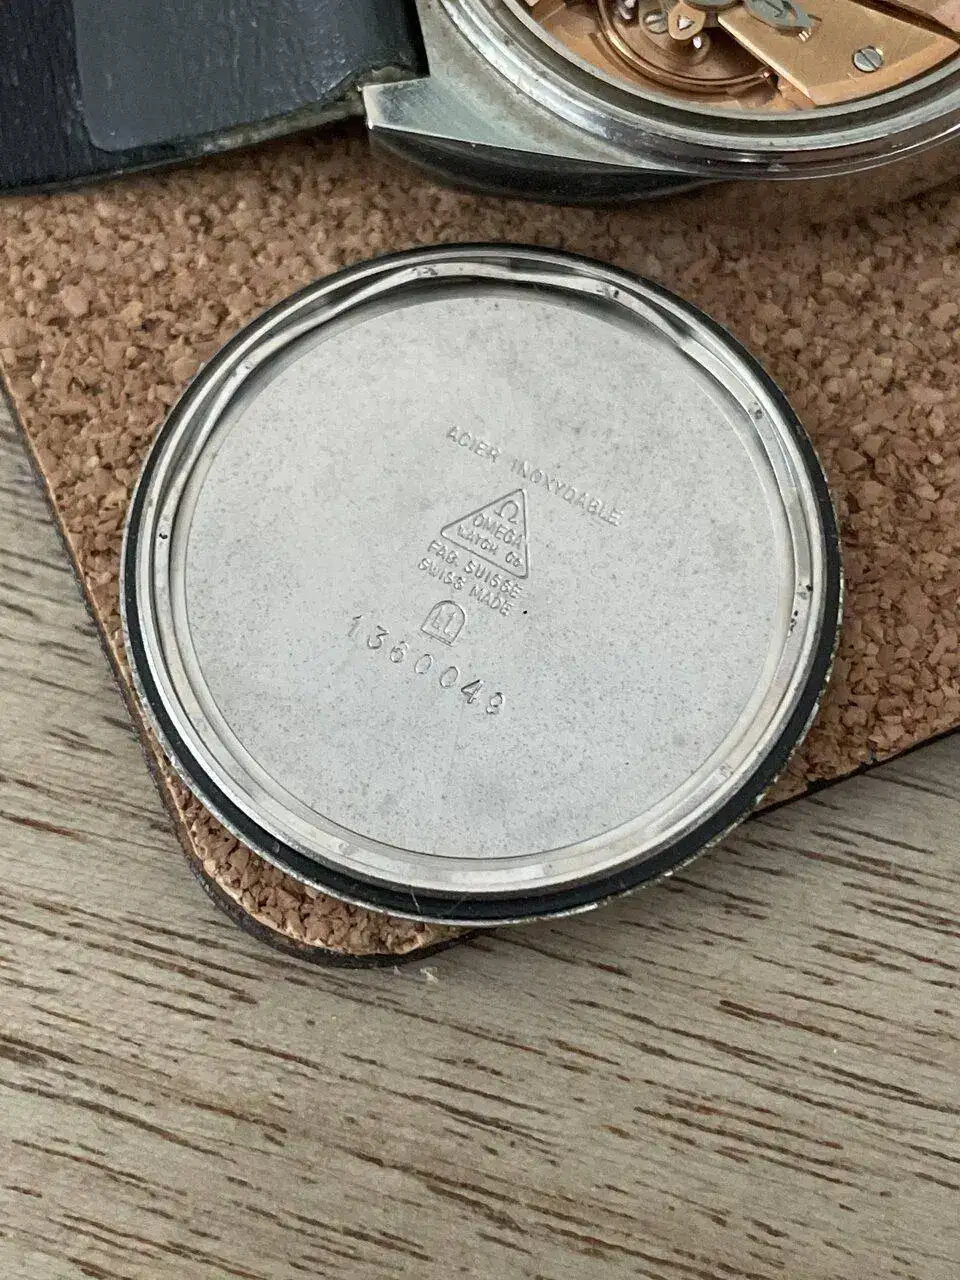 ACIER INOXYDABLE
Ω
OMEGA
WATCH Co
FAB. SUISSE
SWISS MADE
1360049